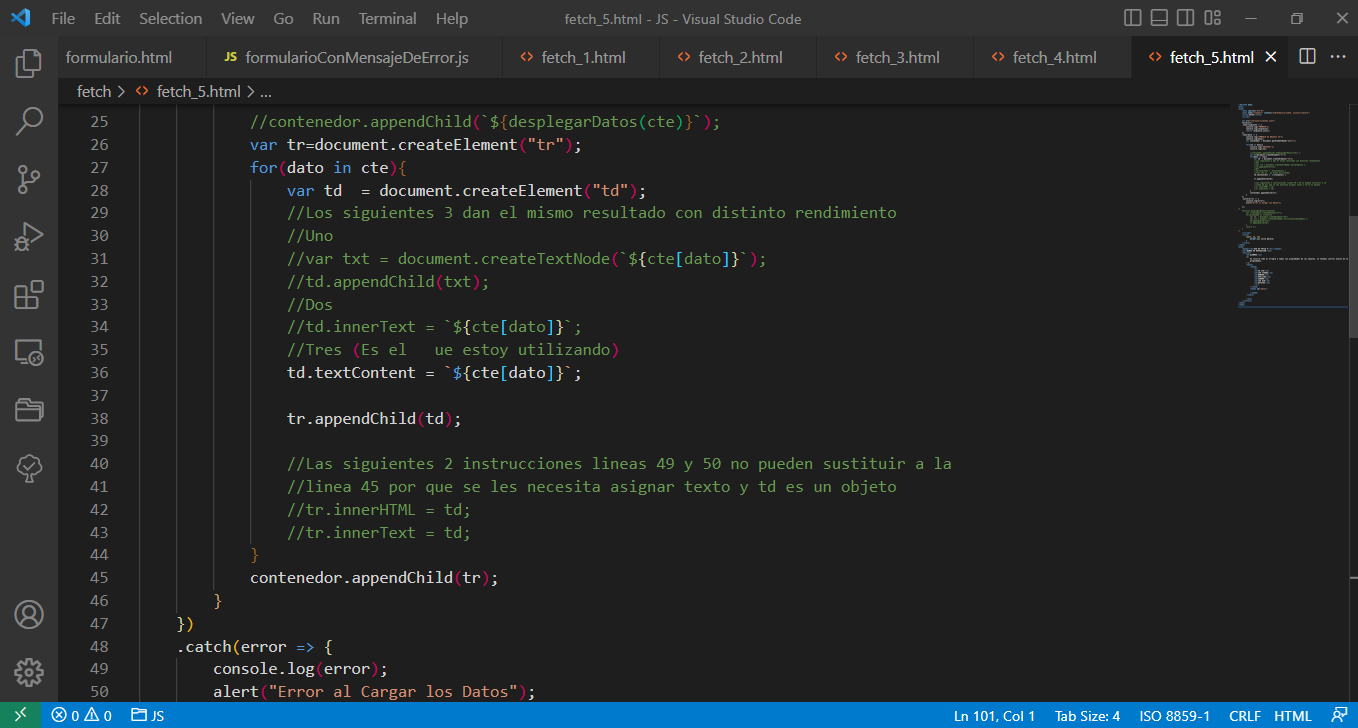 File Edit Selection View Go Run Terminal Help fetch_5.html - JS - Visual Studio Code
formulario.html JS formularioConMensajeDeError.js <> fetch_1.html <> fetch_2.html <> fetch_3.html <> fetch_4.html <> fetch_5.html
fetch > <> fetch_5.html > ...
25 //contenedor.appendChild(`${desplegarDatos(cte)}`);
26 var tr=document.createElement("tr");
27 for(dato in cte){
28 var td  = document.createElement("td");
29 //Los siguientes 3 dan el mismo resultado con distinto rendimiento
30 //Uno
31 //var txt = document.createTextNode(`${cte[dato]}`);
32 //td.appendChild(txt);
33 //Dos
34 //td.innerText = `${cte[dato]}`;
35 //Tres (Es el   ue estoy utilizando)
36 td.textContent = `${cte[dato]}`;
37
38 tr.appendChild(td);
39
40 //Las siguientes 2 instrucciones lineas 49 y 50 no pueden sustituir a la
41 //linea 45 por que se les necesita asignar texto y td es un objeto
42 //tr.innerHTML = td;
43 //tr.innerText = td;
44 }
45 contenedor.appendChild(tr);
46 }
47 })
48 .catch(error => {
49 console.log(error);
50 alert("Error al Cargar los Datos");
0 0 JS Ln 101, Col 1 Tab Size: 4 ISO 8859-1 CRLF HTML